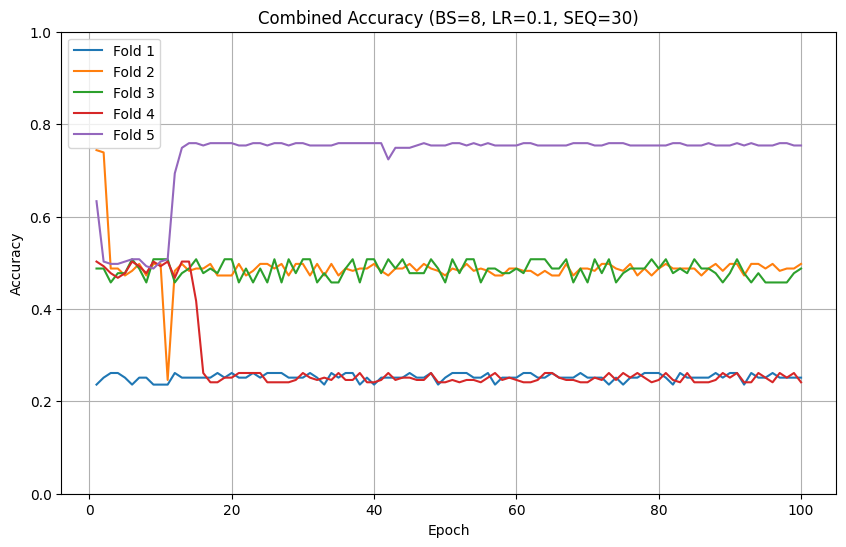 Combined Accuracy (BS=8, LR=0.1, SEQ=30)
1.0
0.8
0.6
0.4
0.2
0.0
Accuracy
Fold 1
Fold 2
Fold 3
Fold 4
Fold 5
0 20 40 60 80 100
Epoch